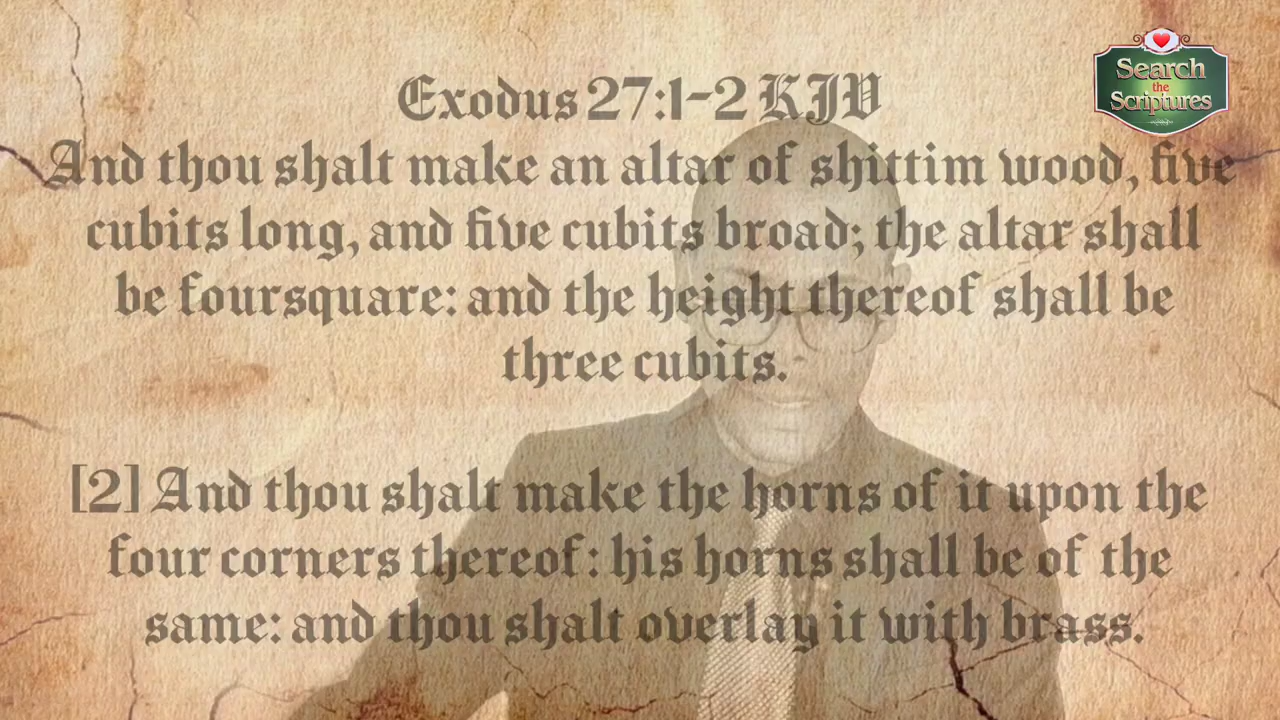 Search
the
Scriptures
Exodus 27:1-2 KJV
And thou shalt make an altar of shittim wood, five
cubits long, and five cubits broad; the altar shall
be foursquare: and the height thereof shall be
three cubits.
[2] And thou shalt make the horns of it upon the
four corners thereof: his horns shall be of the
same: and thou shalt overlay it with brass.